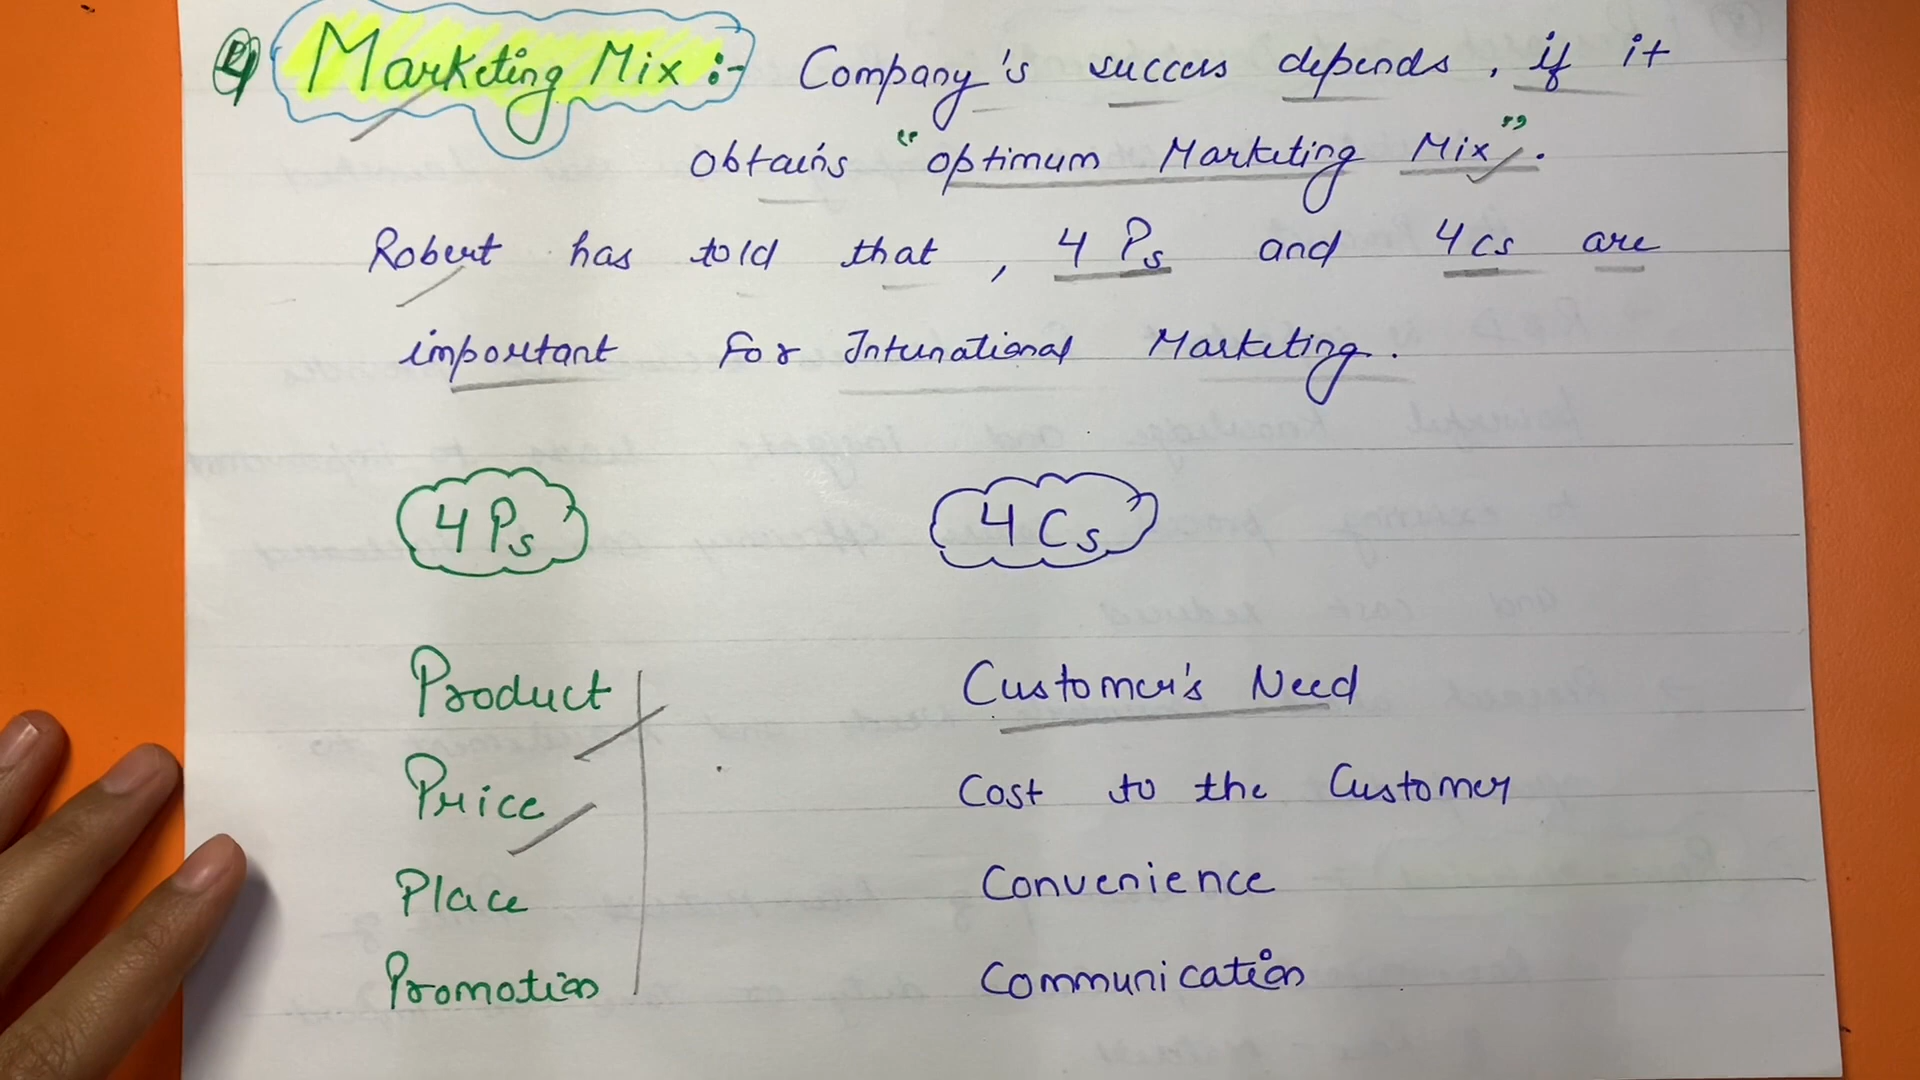 4 Marketing Mix :- Company's success depends, if it
obtains "optimum Marketing Mix".
Robert has told that, 4 Ps and 4 Cs are
important For International Marketing.
4 Ps
4 Cs
Product
Customer's Need
Price
Cost to the Customer
Place
Convenience
Promotion
Communication